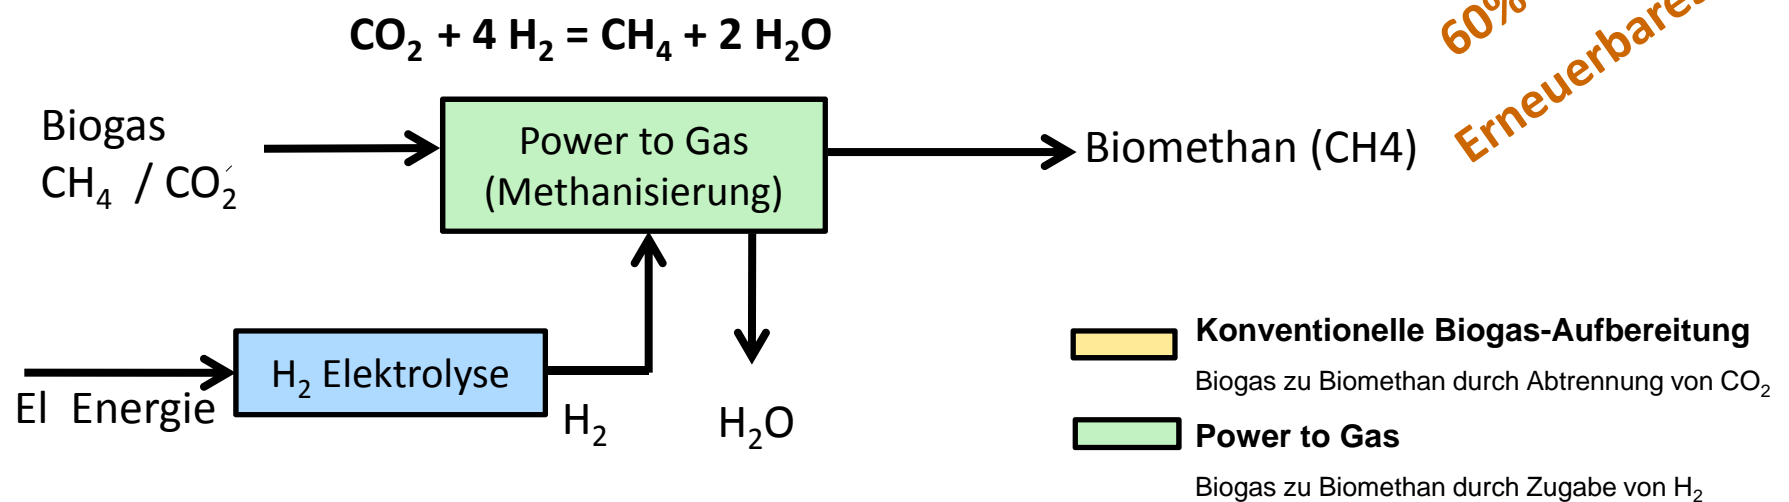 CO₂ + 4 H₂ = CH₄ + 2 H₂O
60%
Erneuerbares
Biogas
CH₄ / CO₂
Power to Gas
(Methanisierung)
Biomethan (CH4)
El Energie
H₂ Elektrolyse
H₂
H₂O
Konventionelle Biogas-Aufbereitung
Biogas zu Biomethan durch Abtrennung von CO₂
Power to Gas
Biogas zu Biomethan durch Zugabe von H₂